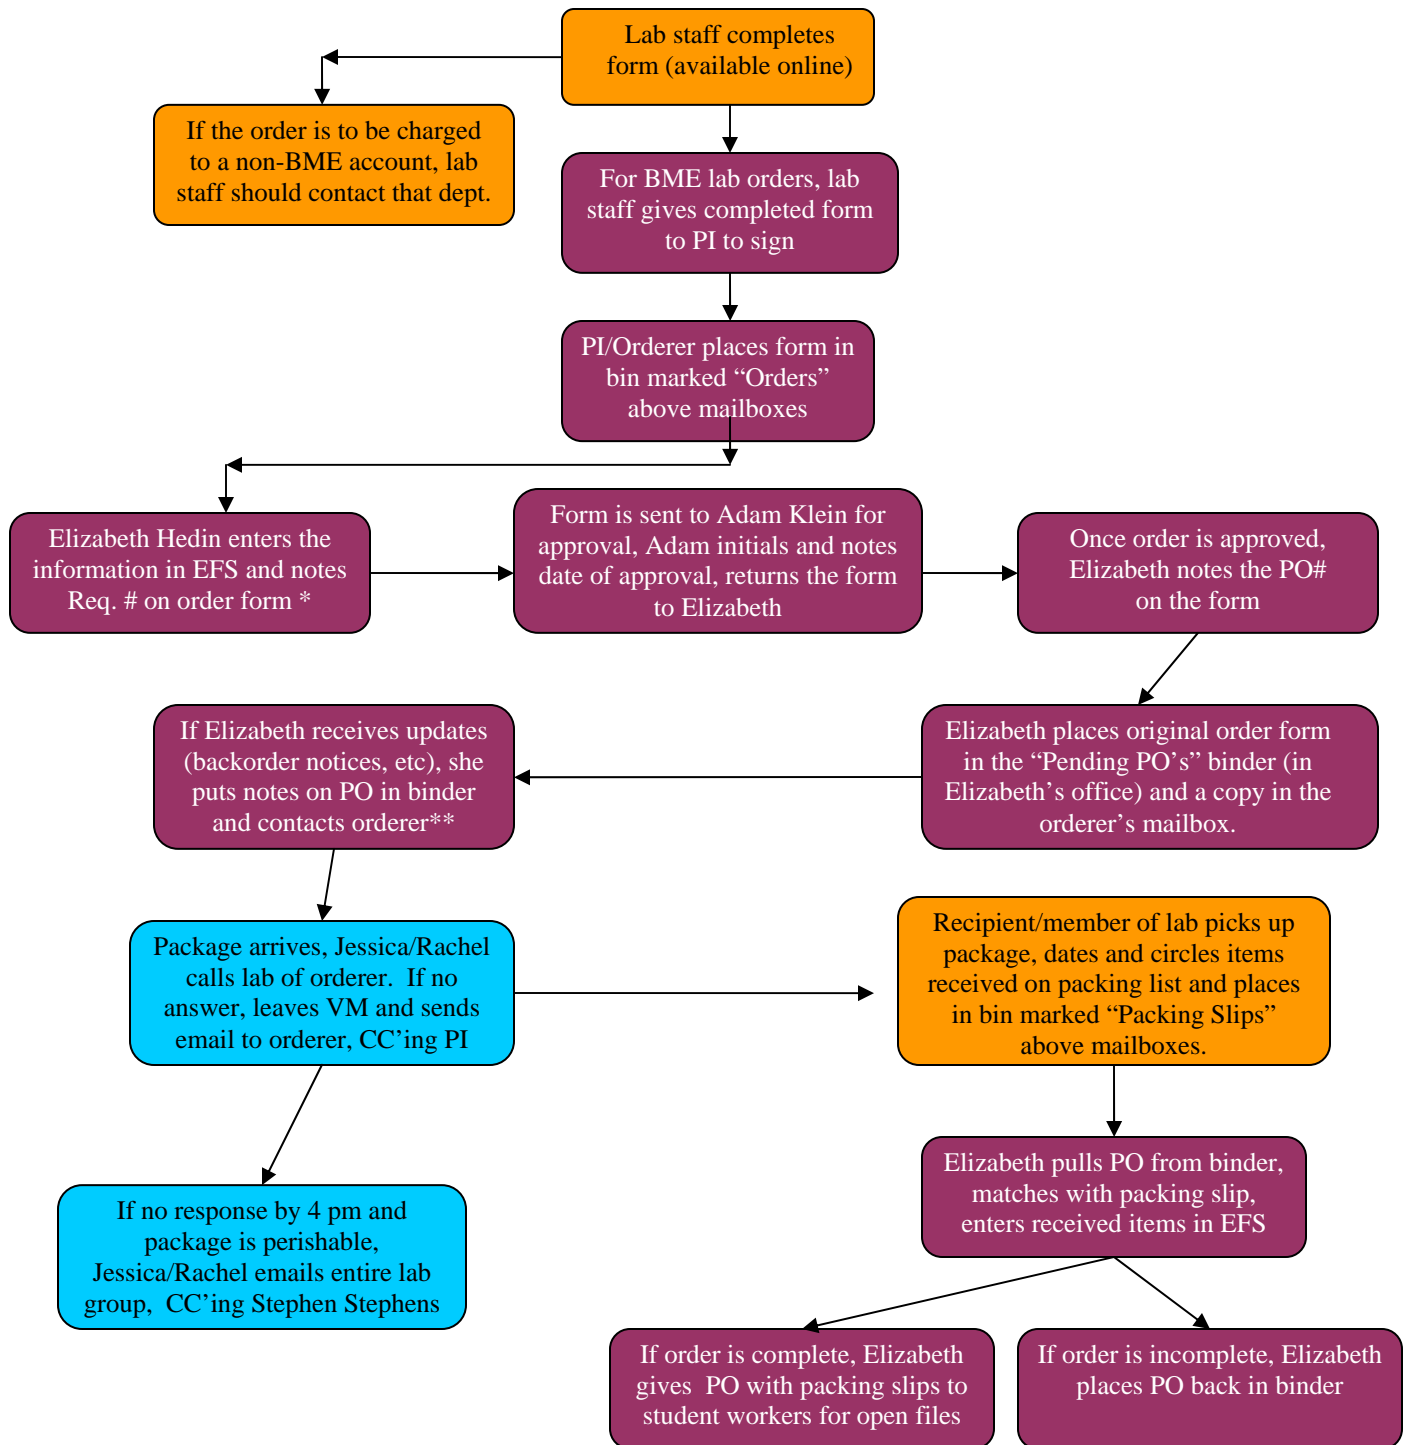 Lab staff completes
form (available online)
If the order is to be charged
to a non-BME account, lab
staff should contact that dept.
For BME lab orders, lab
staff gives completed form
to PI to sign
PI/Orderer places form in
bin marked “Orders”
above mailboxes
Elizabeth Hedin enters the
information in EFS and notes
Req. # on order form *
Form is sent to Adam Klein for
approval, Adam initials and notes
date of approval, returns the form
to Elizabeth
Once order is approved,
Elizabeth notes the PO#
on the form
Elizabeth places original order form
in the “Pending PO’s” binder (in
Elizabeth’s office) and a copy in the
orderer’s mailbox.
If Elizabeth receives updates
(backorder notices, etc), she
puts notes on PO in binder
and contacts orderer**
Package arrives, Jessica/Rachel
calls lab of orderer.  If no
answer, leaves VM and sends
email to orderer, CC’ing PI
Recipient/member of lab picks up
package, dates and circles items
received on packing list and places
in bin marked “Packing Slips”
above mailboxes.
If no response by 4 pm and
package is perishable,
Jessica/Rachel emails entire lab
group,  CC’ing Stephen Stephens
Elizabeth pulls PO from binder,
matches with packing slip,
enters received items in EFS
If order is complete, Elizabeth
gives  PO with packing slips to
student workers for open files
If order is incomplete, Elizabeth
places PO back in binder